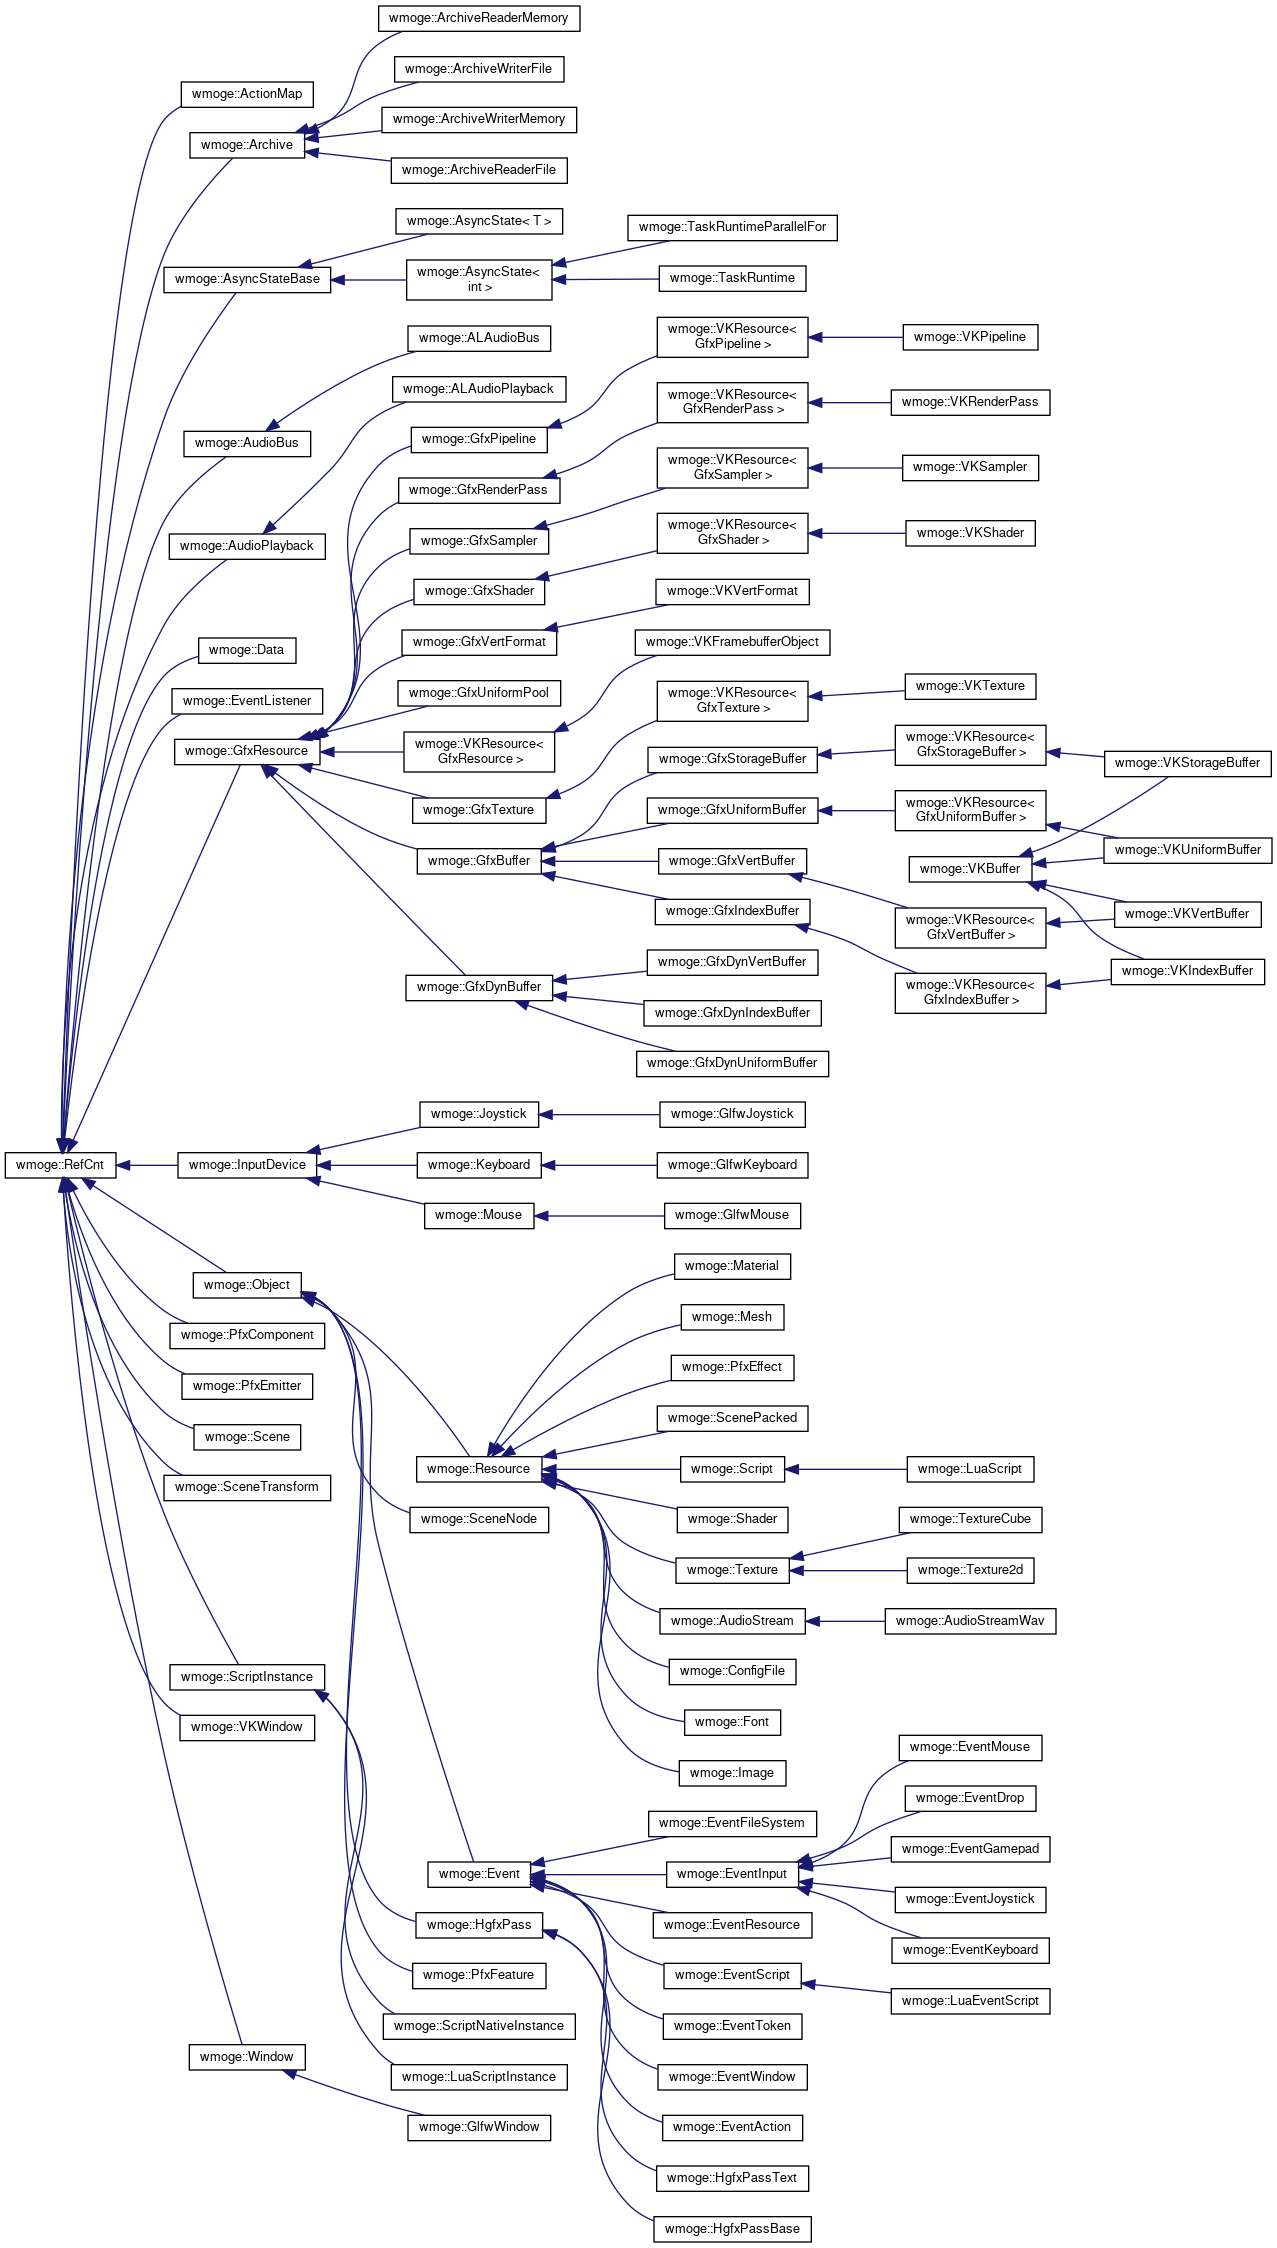 wmoge::ArchiveReaderMemory
wmoge::ArchiveWriterFile
wmoge::ActionMap
wmoge::ArchiveWriterMemory
wmoge::Archive
wmoge::ArchiveReaderFile
wmoge::AsyncState< T >
wmoge::TaskRuntimeParallelFor
wmoge::AsyncStateBase
wmoge::AsyncState<
int >
wmoge::TaskRuntime
wmoge::ALAudioBus
wmoge::VKResource<
GfxPipeline >
wmoge::VKPipeline
wmoge::ALAudioPlayback
wmoge::VKResource<
GfxRenderPass >
wmoge::VKRenderPass
wmoge::AudioBus
wmoge::GfxPipeline
wmoge::VKResource<
GfxSampler >
wmoge::VKSampler
wmoge::GfxRenderPass
wmoge::VKResource<
GfxShader >
wmoge::VKShader
wmoge::AudioPlayback
wmoge::GfxSampler
wmoge::GfxShader
wmoge::VKVertFormat
wmoge::Data
wmoge::GfxVertFormat
wmoge::VKFramebufferObject
wmoge::EventListener
wmoge::GfxUniformPool
wmoge::VKResource<
GfxTexture >
wmoge::VKTexture
wmoge::GfxResource
wmoge::VKResource<
GfxResource >
wmoge::GfxStorageBuffer
wmoge::VKResource<
GfxStorageBuffer >
wmoge::VKStorageBuffer
wmoge::GfxTexture
wmoge::GfxUniformBuffer
wmoge::VKResource<
GfxUniformBuffer >
wmoge::VKUniformBuffer
wmoge::GfxBuffer
wmoge::GfxVertBuffer
wmoge::VKBuffer
wmoge::GfxIndexBuffer
wmoge::VKResource<
GfxVertBuffer >
wmoge::VKVertBuffer
wmoge::GfxDynVertBuffer
wmoge::VKIndexBuffer
wmoge::GfxDynBuffer
wmoge::VKResource<
GfxIndexBuffer >
wmoge::GfxDynIndexBuffer
wmoge::GfxDynUniformBuffer
wmoge::Joystick
wmoge::GlfwJoystick
wmoge::RefCnt
wmoge::InputDevice
wmoge::Keyboard
wmoge::GlfwKeyboard
wmoge::Mouse
wmoge::GlfwMouse
wmoge::Material
wmoge::Object
wmoge::Mesh
wmoge::PfxComponent
wmoge::PfxEffect
wmoge::PfxEmitter
wmoge::ScenePacked
wmoge::Scene
wmoge::Resource
wmoge::Script
wmoge::LuaScript
wmoge::SceneTransform
wmoge::SceneNode
wmoge::Shader
wmoge::TextureCube
wmoge::Texture
wmoge::Texture2d
wmoge::AudioStream
wmoge::AudioStreamWav
wmoge::ScriptInstance
wmoge::ConfigFile
wmoge::VKWindow
wmoge::Font
wmoge::EventMouse
wmoge::Image
wmoge::EventDrop
wmoge::EventFileSystem
wmoge::EventGamepad
wmoge::Event
wmoge::EventInput
wmoge::EventJoystick
wmoge::HgfxPass
wmoge::EventResource
wmoge::EventKeyboard
wmoge::PfxFeature
wmoge::EventScript
wmoge::LuaEventScript
wmoge::ScriptNativeInstance
wmoge::EventToken
wmoge::Window
wmoge::LuaScriptInstance
wmoge::EventWindow
wmoge::GlfwWindow
wmoge::EventAction
wmoge::HgfxPassText
wmoge::HgfxPassBase